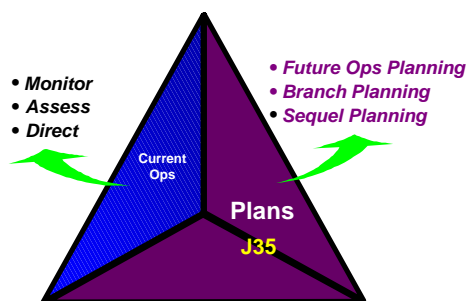 • Monitor
• Assess
• Direct
• Future Ops Planning
• Branch Planning
• Sequel Planning
Current
Ops
Plans
J35